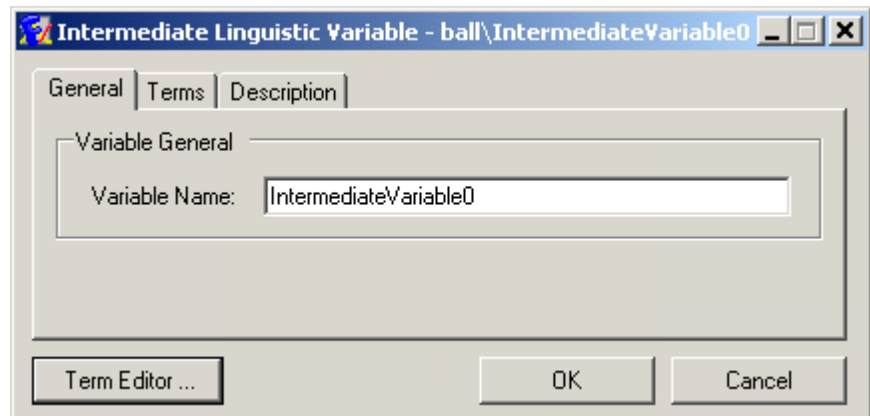 Intermediate Linguistic Variable - ball\IntermediateVariable0
General Terms Description
Variable General
Variable Name: IntermediateVariable0
Term Editor ... OK Cancel